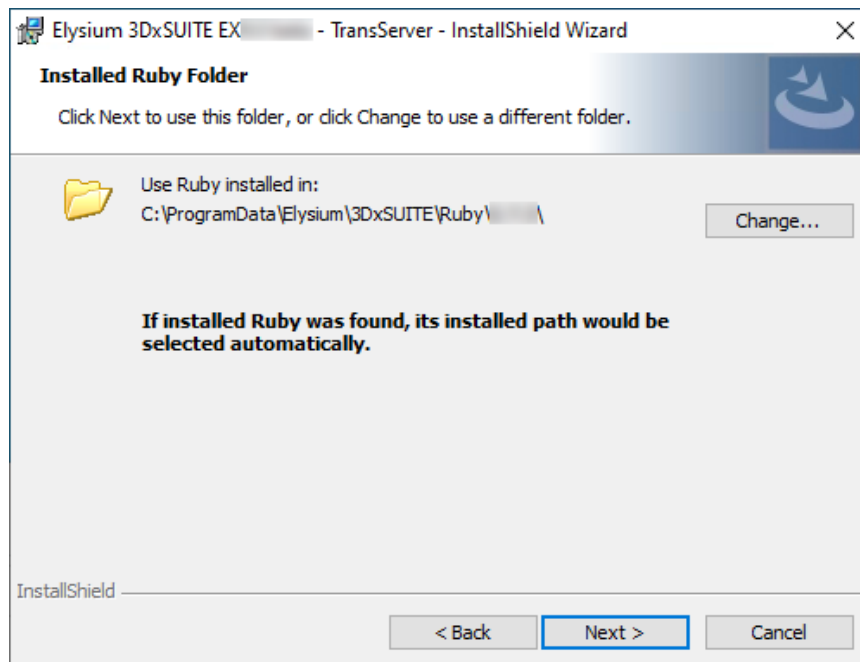 Elysium 3DxSUITE EX - TransServer - InstallShield Wizard
Installed Ruby Folder
Click Next to use this folder, or click Change to use a different folder.
Use Ruby installed in:
C:\ProgramData\Elysium\3DxSUITE\Ruby\ \
Change...
If installed Ruby was found, its installed path would be
selected automatically.
InstallShield
< Back
Next >
Cancel